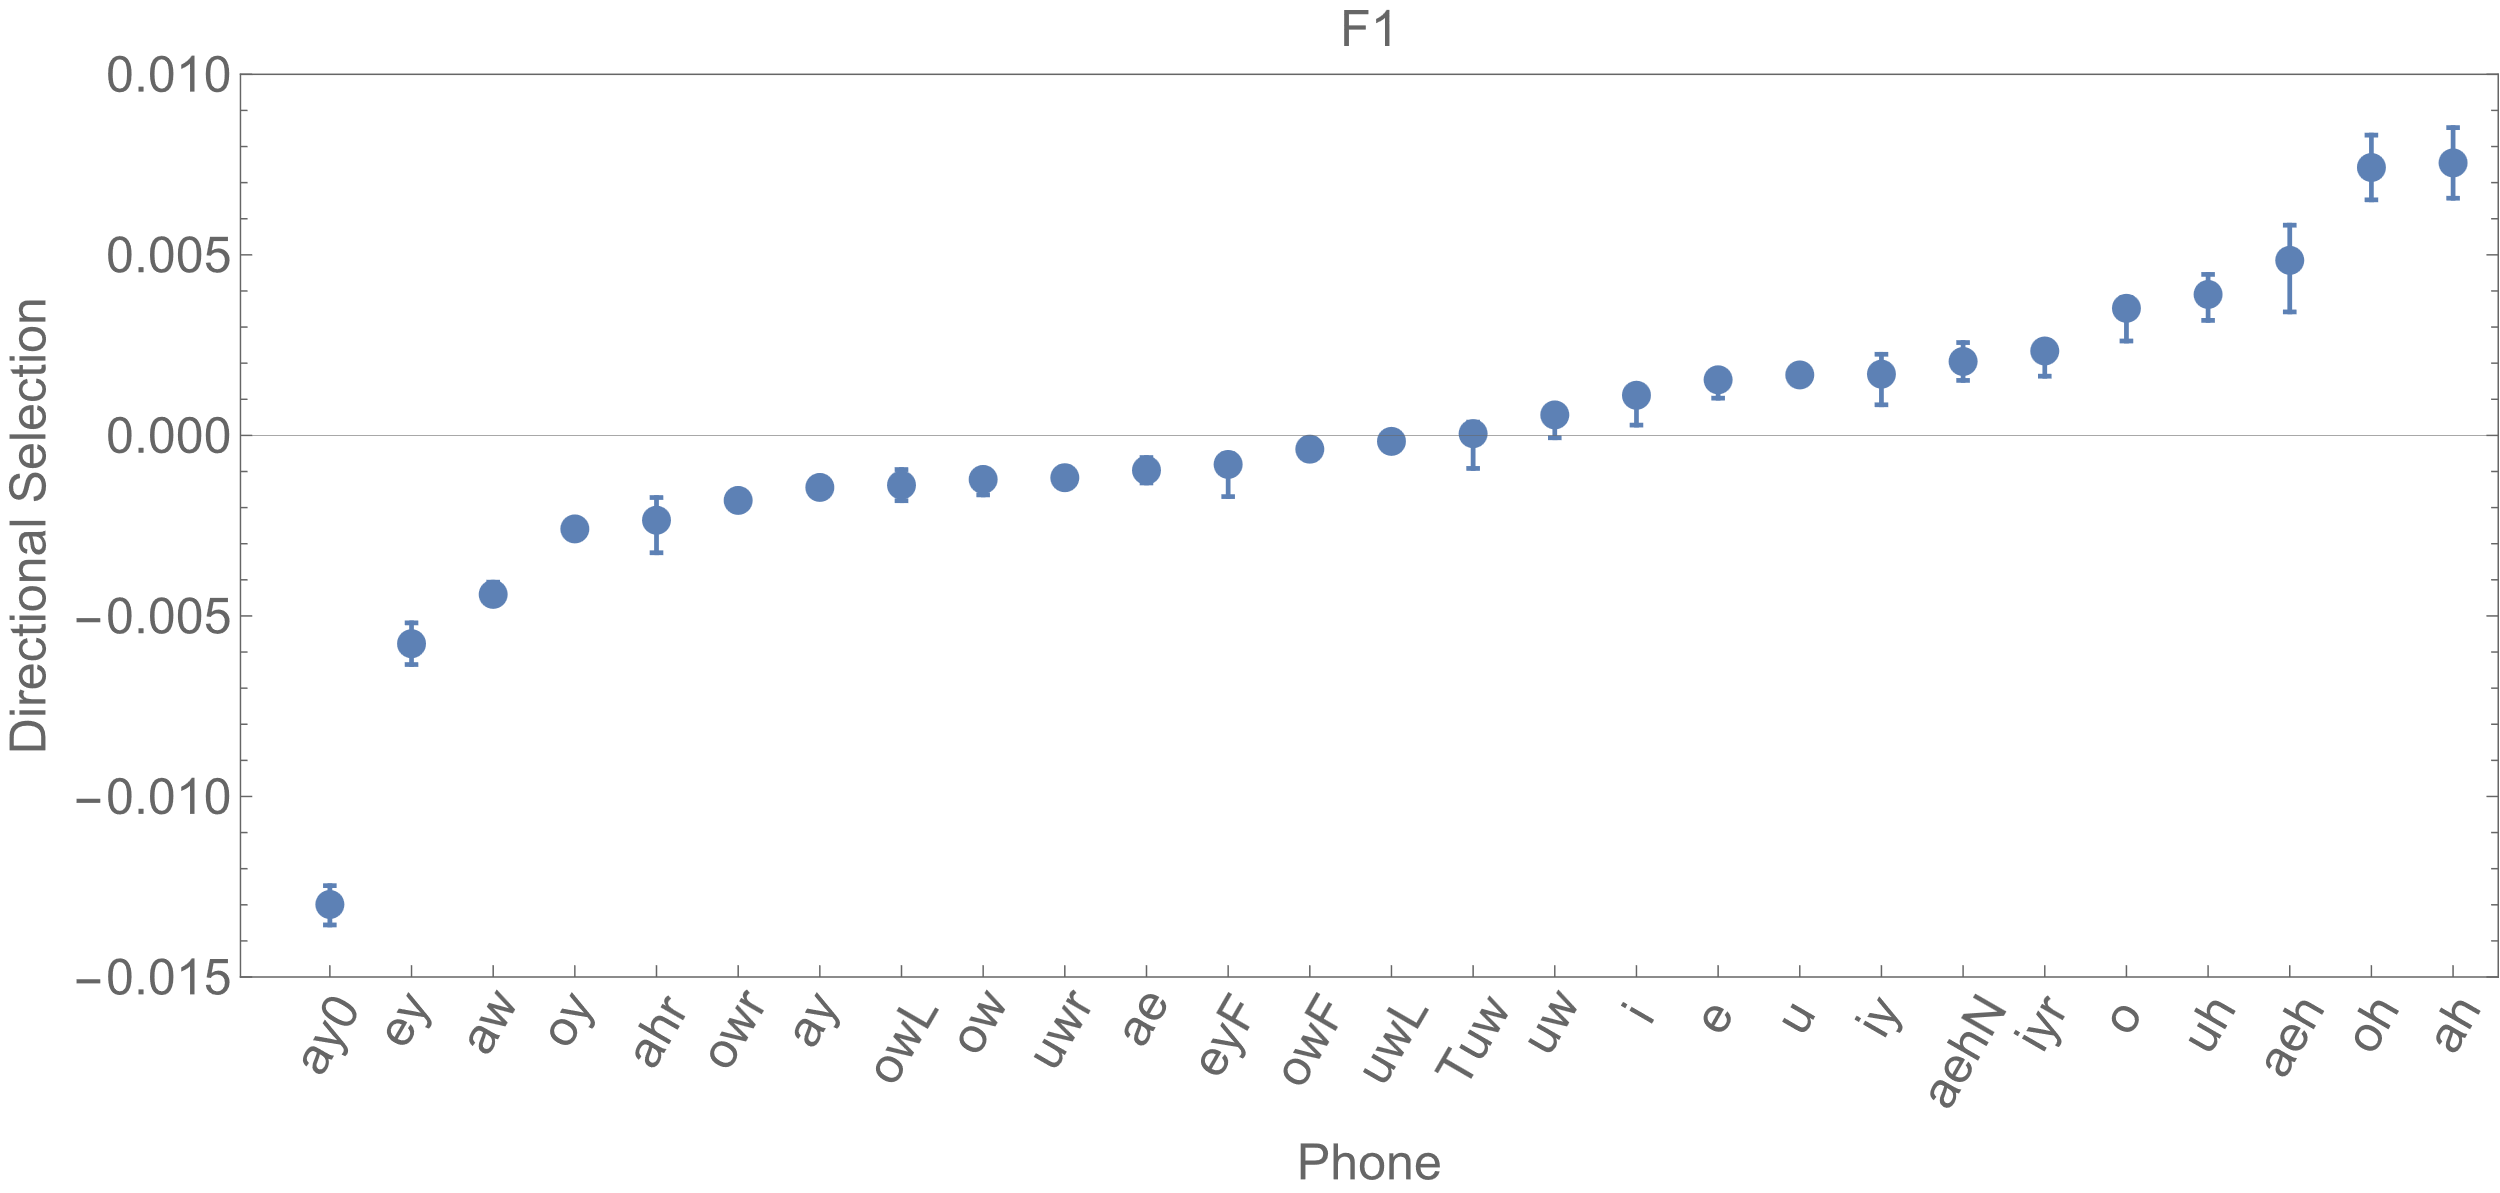 F1
0.010
0.005
0.000
−0.005
−0.010
−0.015
Directional Selection
ay0
ey
aw
oy
ahr
owr
ay
owL
ow
uwr
ae
eyF
owF
uwL
Tuw
uw
i
e
u
iy
aehN
iyr
o
uh
aeh
oh
ah
Phone